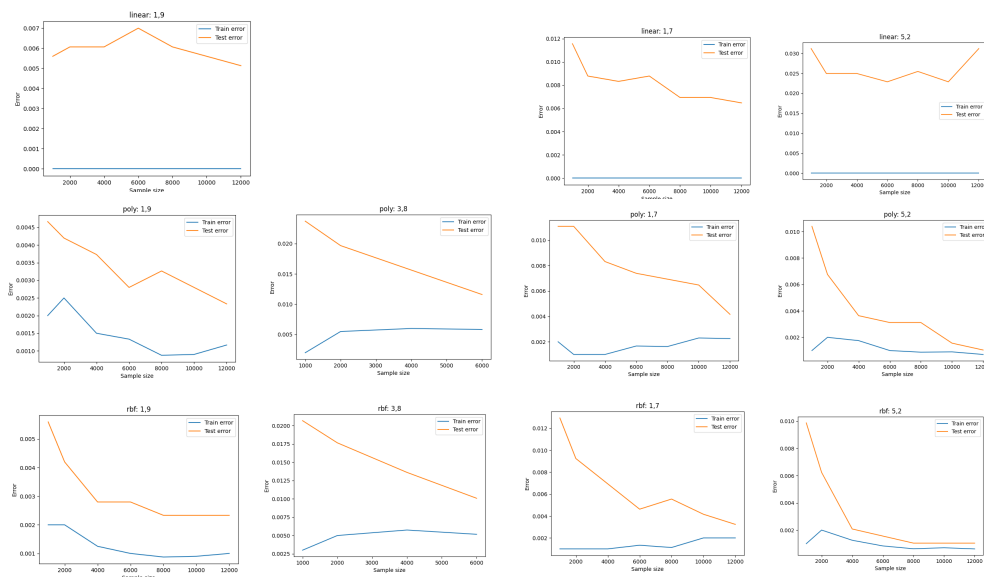 linear: 1,9
0.007
0.006
0.005
0.004
0.003
0.002
0.001
0.000
Error
Train error
Test error
2000 4000 6000 8000 10000 12000
Sample size
linear: 1,7
0.012
0.010
0.008
0.006
0.004
0.002
0.000
Error
Train error
Test error
2000 4000 6000 8000 10000 12000
Sample size
linear: 5,2
0.030
0.025
0.020
0.015
0.010
0.005
0.000
Error
Train error
Test error
2000 4000 6000 8000 10000 12000
Sample size
poly: 1,9
0.0045
0.0040
0.0035
0.0030
0.0025
0.0020
0.0015
0.0010
Error
Train error
Test error
2000 4000 6000 8000 10000 12000
Sample size
poly: 3,8
0.020
0.015
0.010
0.005
Error
Train error
Test error
1000 2000 3000 4000 5000 6000
Sample size
poly: 1,7
0.010
0.008
0.006
0.004
0.002
Error
Train error
Test error
2000 4000 6000 8000 10000 12000
Sample size
poly: 5,2
0.010
0.008
0.006
0.004
0.002
Error
Train error
Test error
2000 4000 6000 8000 10000 12000
Sample size
rbf: 1,9
0.005
0.004
0.003
0.002
0.001
Error
Train error
Test error
2000 4000 6000 8000 10000 12000
Sample size
rbf: 3,8
0.0200
0.0175
0.0150
0.0125
0.0100
0.0075
0.0050
0.0025
Error
Train error
Test error
1000 2000 3000 4000 5000 6000
Sample size
rbf: 1,7
0.012
0.010
0.008
0.006
0.004
0.002
Error
Train error
Test error
2000 4000 6000 8000 10000 12000
Sample size
rbf: 5,2
0.010
0.008
0.006
0.004
0.002
Error
Train error
Test error
2000 4000 6000 8000 10000 12000
Sample size